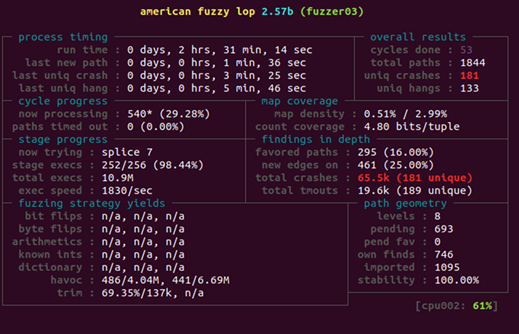 american fuzzy lop 2.57b (fuzzer03)
process timing overall results
run time : 0 days, 2 hrs, 31 min, 14 sec cycles done : 53
last new path : 0 days, 0 hrs, 1 min, 36 sec total paths : 1844
last uniq crash : 0 days, 0 hrs, 3 min, 25 sec uniq crashes : 181
last uniq hang : 0 days, 0 hrs, 5 min, 46 sec uniq hangs : 133
cycle progress map coverage
now processing : 540* (29.28%) map density : 0.51% / 2.99%
paths timed out : 0 (0.00%) count coverage : 4.80 bits/tuple
stage progress findings in depth
now trying : splice 7 favored paths : 295 (16.00%)
stage execs : 252/256 (98.44%) new edges on : 461 (25.00%)
total execs : 10.9M total crashes : 65.5k (181 unique)
exec speed : 1830/sec total tmouts : 19.6k (189 unique)
fuzzing strategy yields path geometry
bit flips : n/a, n/a, n/a levels : 8
byte flips : n/a, n/a, n/a pending : 693
arithmetics : n/a, n/a, n/a pend fav : 0
known ints : n/a, n/a, n/a own finds : 746
dictionary : n/a, n/a, n/a imported : 1095
havoc : 486/4.04M, 441/6.69M stability : 100.00%
trim : 69.35%/137k, n/a
[cpu002: 61%]